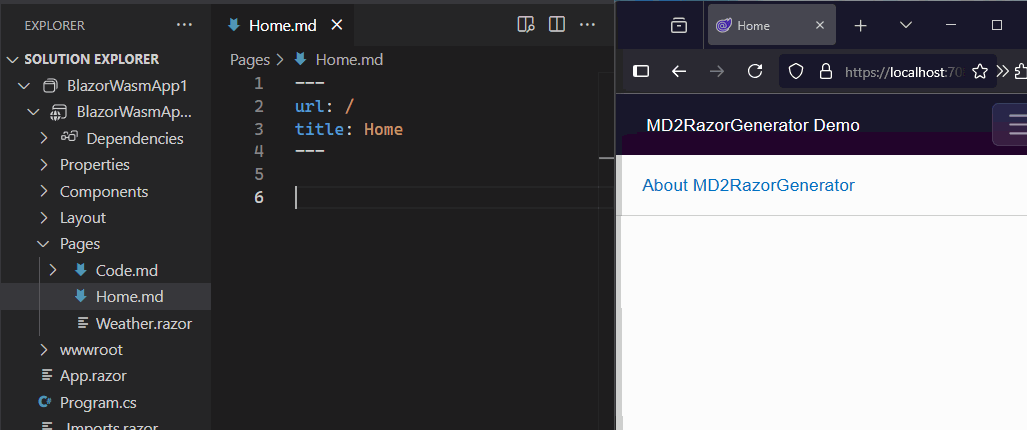 EXPLORER
SOLUTION EXPLORER
BlazorWasmApp1
BlazorWasmAp...
Dependencies
Properties
Components
Layout
Pages
Code.md
Home.md
Weather.razor
wwwroot
App.razor
Program.cs
_Imports.razor
Home.md
Pages > Home.md
1 ---
2 url: /
3 title: Home
4 ---
5
6
Home
https://localhost:70
MD2RazorGenerator Demo
About MD2RazorGenerator